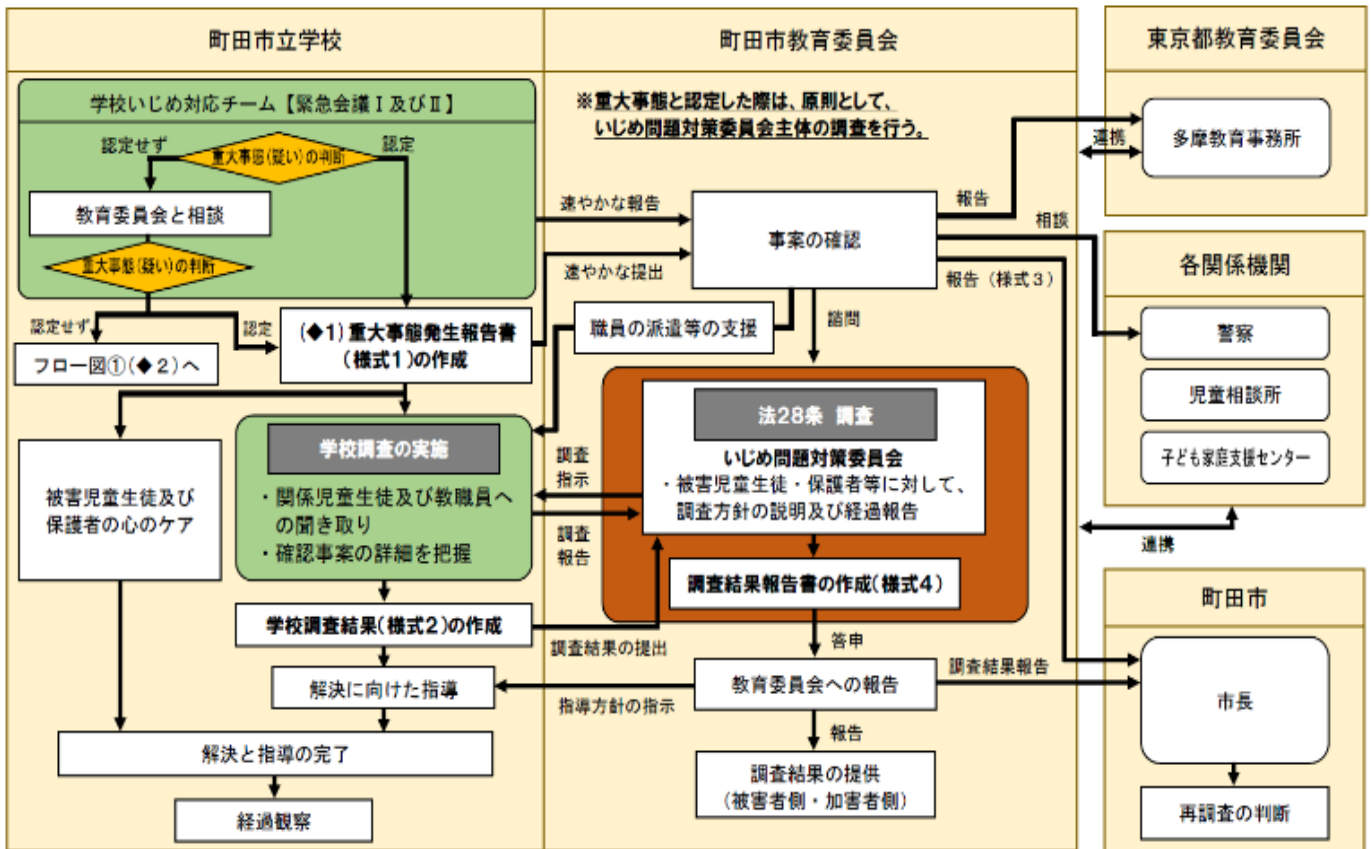 町田市立学校
学校いじめ対応チーム【緊急会議Ⅰ及びⅡ】
認定せず
重大事態(疑い)の判断
認定
教育委員会と相談
重大事態(疑い)の判断
認定せず
認定
フロー図①(◆2)へ
(◆1)重大事態発生報告書
(様式1)の作成
学校調査の実施
・関係児童生徒及び教職員へ
の聞き取り
・確認事案の詳細を把握
被害児童生徒及び
保護者の心のケア
学校調査結果(様式2)の作成
解決に向けた指導
解決と指導の完了
経過観察
町田市教育委員会
※重大事態と認定した際は、原則として、
いじめ問題対策委員会主体の調査を行う。
速やかな報告
速やかな提出
事案の確認
職員の派遣等の支援
諮問
報告
相談
報告(様式3)
法28条 調査
いじめ問題対策委員会
・被害児童生徒・保護者等に対して、
調査方針の説明及び経過報告
調査
指示
調査
報告
調査結果報告書の作成(様式4)
調査結果の提出
答申
教育委員会への報告
指導方針の指示
調査結果報告
報告
調査結果の提供
(被害者側・加害者側)
東京都教育委員会
連携
多摩教育事務所
各関係機関
警察
児童相談所
子ども家庭支援センター
連携
町田市
市長
再調査の判断